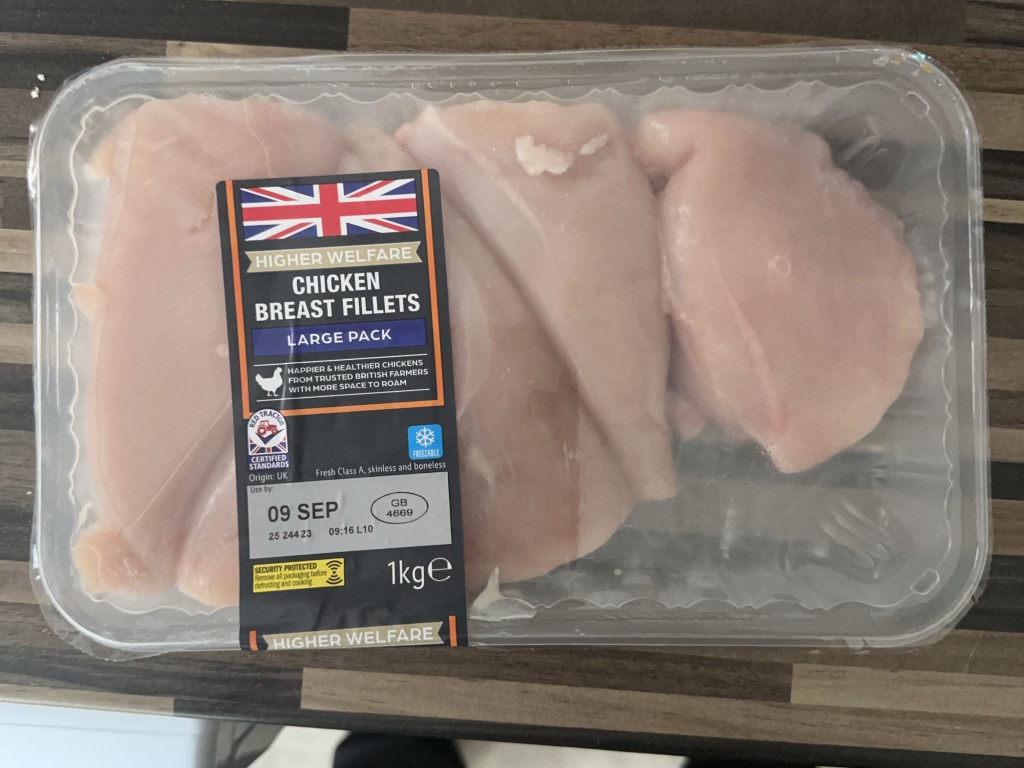 HIGHER WELFARE
CHICKEN
BREAST FILLETS
LARGE PACK
HAPPIER & HEALTHIER CHICKENS
FROM TRUSTED BRITISH FARMERS
WITH MORE SPACE TO ROAM
RED TRACTOR
CERTIFIED
STANDARDS
FREEZABLE
Origin: UK
Fresh Class A, skinless and boneless
Use by:
09 SEP
GB
4669
25 244 23 09:16 L10
SECURITY PROTECTED
Remove all packaging before
defrosting and cooking
1kg℮
HIGHER WELFARE